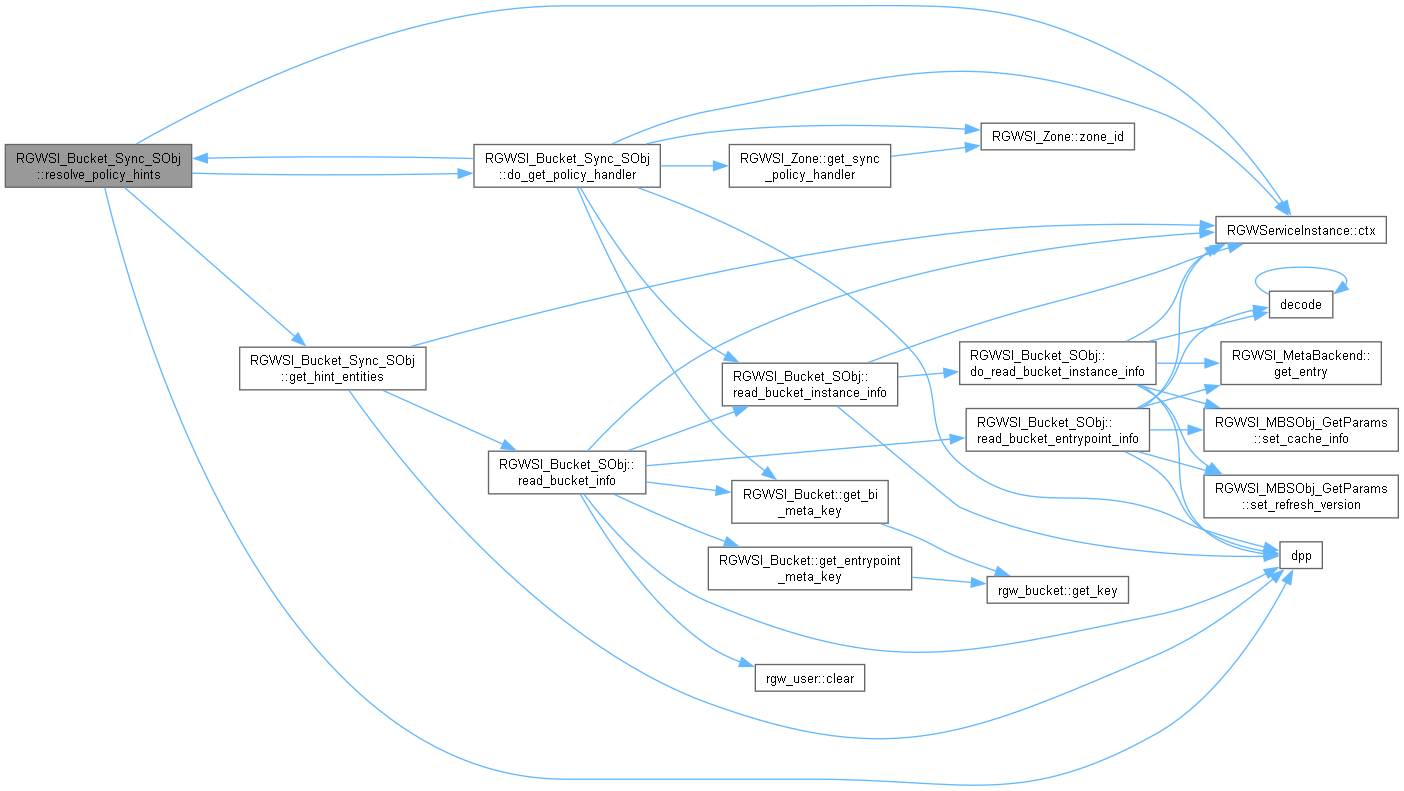 RGWSI_Bucket_Sync_SObj
::resolve_policy_hints
RGWSI_Bucket_Sync_SObj
::do_get_policy_handler
RGWSI_Zone::get_sync
_policy_handler
RGWSI_Zone::zone_id
RGWServiceInstance::ctx
decode
RGWSI_Bucket_Sync_SObj
::get_hint_entities
RGWSI_Bucket_SObj::
read_bucket_instance_info
RGWSI_Bucket_SObj::
do_read_bucket_instance_info
RGWSI_MetaBackend::
get_entry
RGWSI_Bucket_SObj::
read_bucket_entrypoint_info
RGWSI_MBSObj_GetParams
::set_cache_info
RGWSI_Bucket_SObj::
read_bucket_info
RGWSI_Bucket::get_bi
_meta_key
RGWSI_MBSObj_GetParams
::set_refresh_version
RGWSI_Bucket::get_entrypoint
_meta_key
rgw_bucket::get_key
dpp
rgw_user::clear